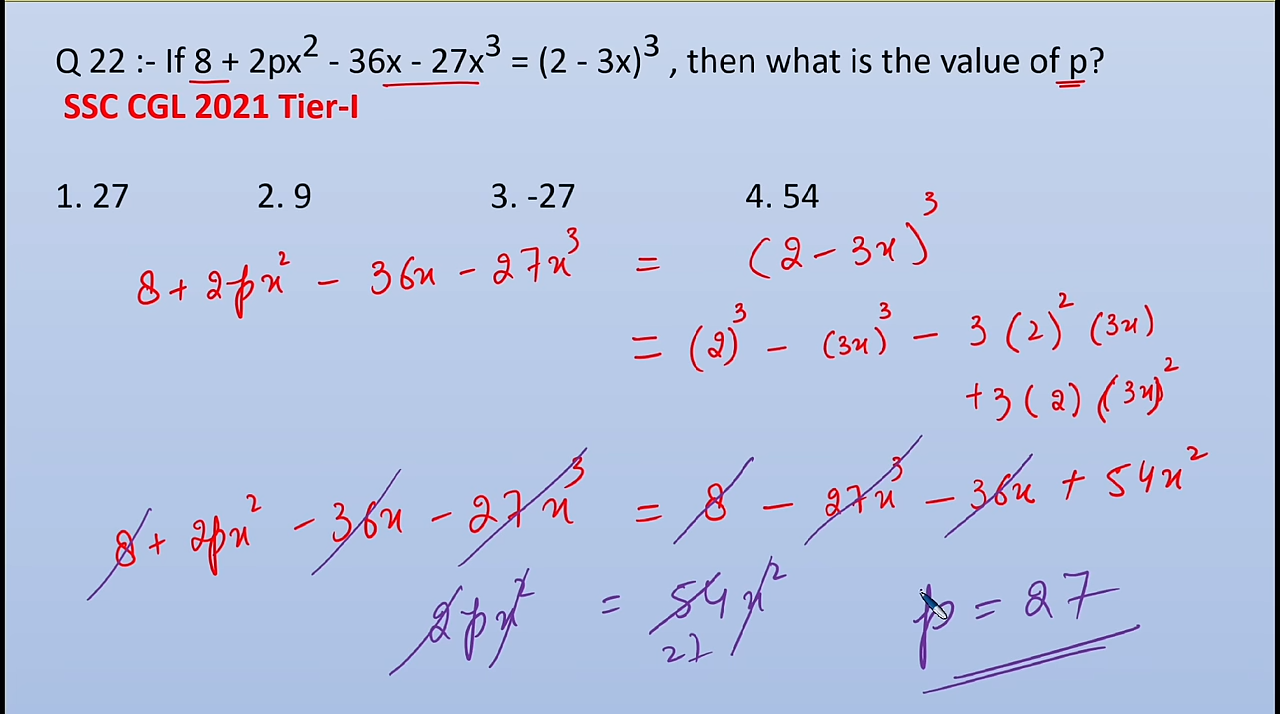 Q 22 :- If 8 + 2px² - 36x - 27x³ = (2 - 3x)³ , then what is the value of p?
SSC CGL 2021 Tier-I
1. 27 2. 9 3. -27 4. 54
8 + 2px² - 36x - 27x³ = (2 - 3x)³
= (2)³ - (3x)³ - 3 (2)² (3x)
+ 3 (2) (3x)²
8 + 2px² - 36x - 27x³ = 8 - 27x³ - 36x + 54x²
2px² = 54x² p = 27
27